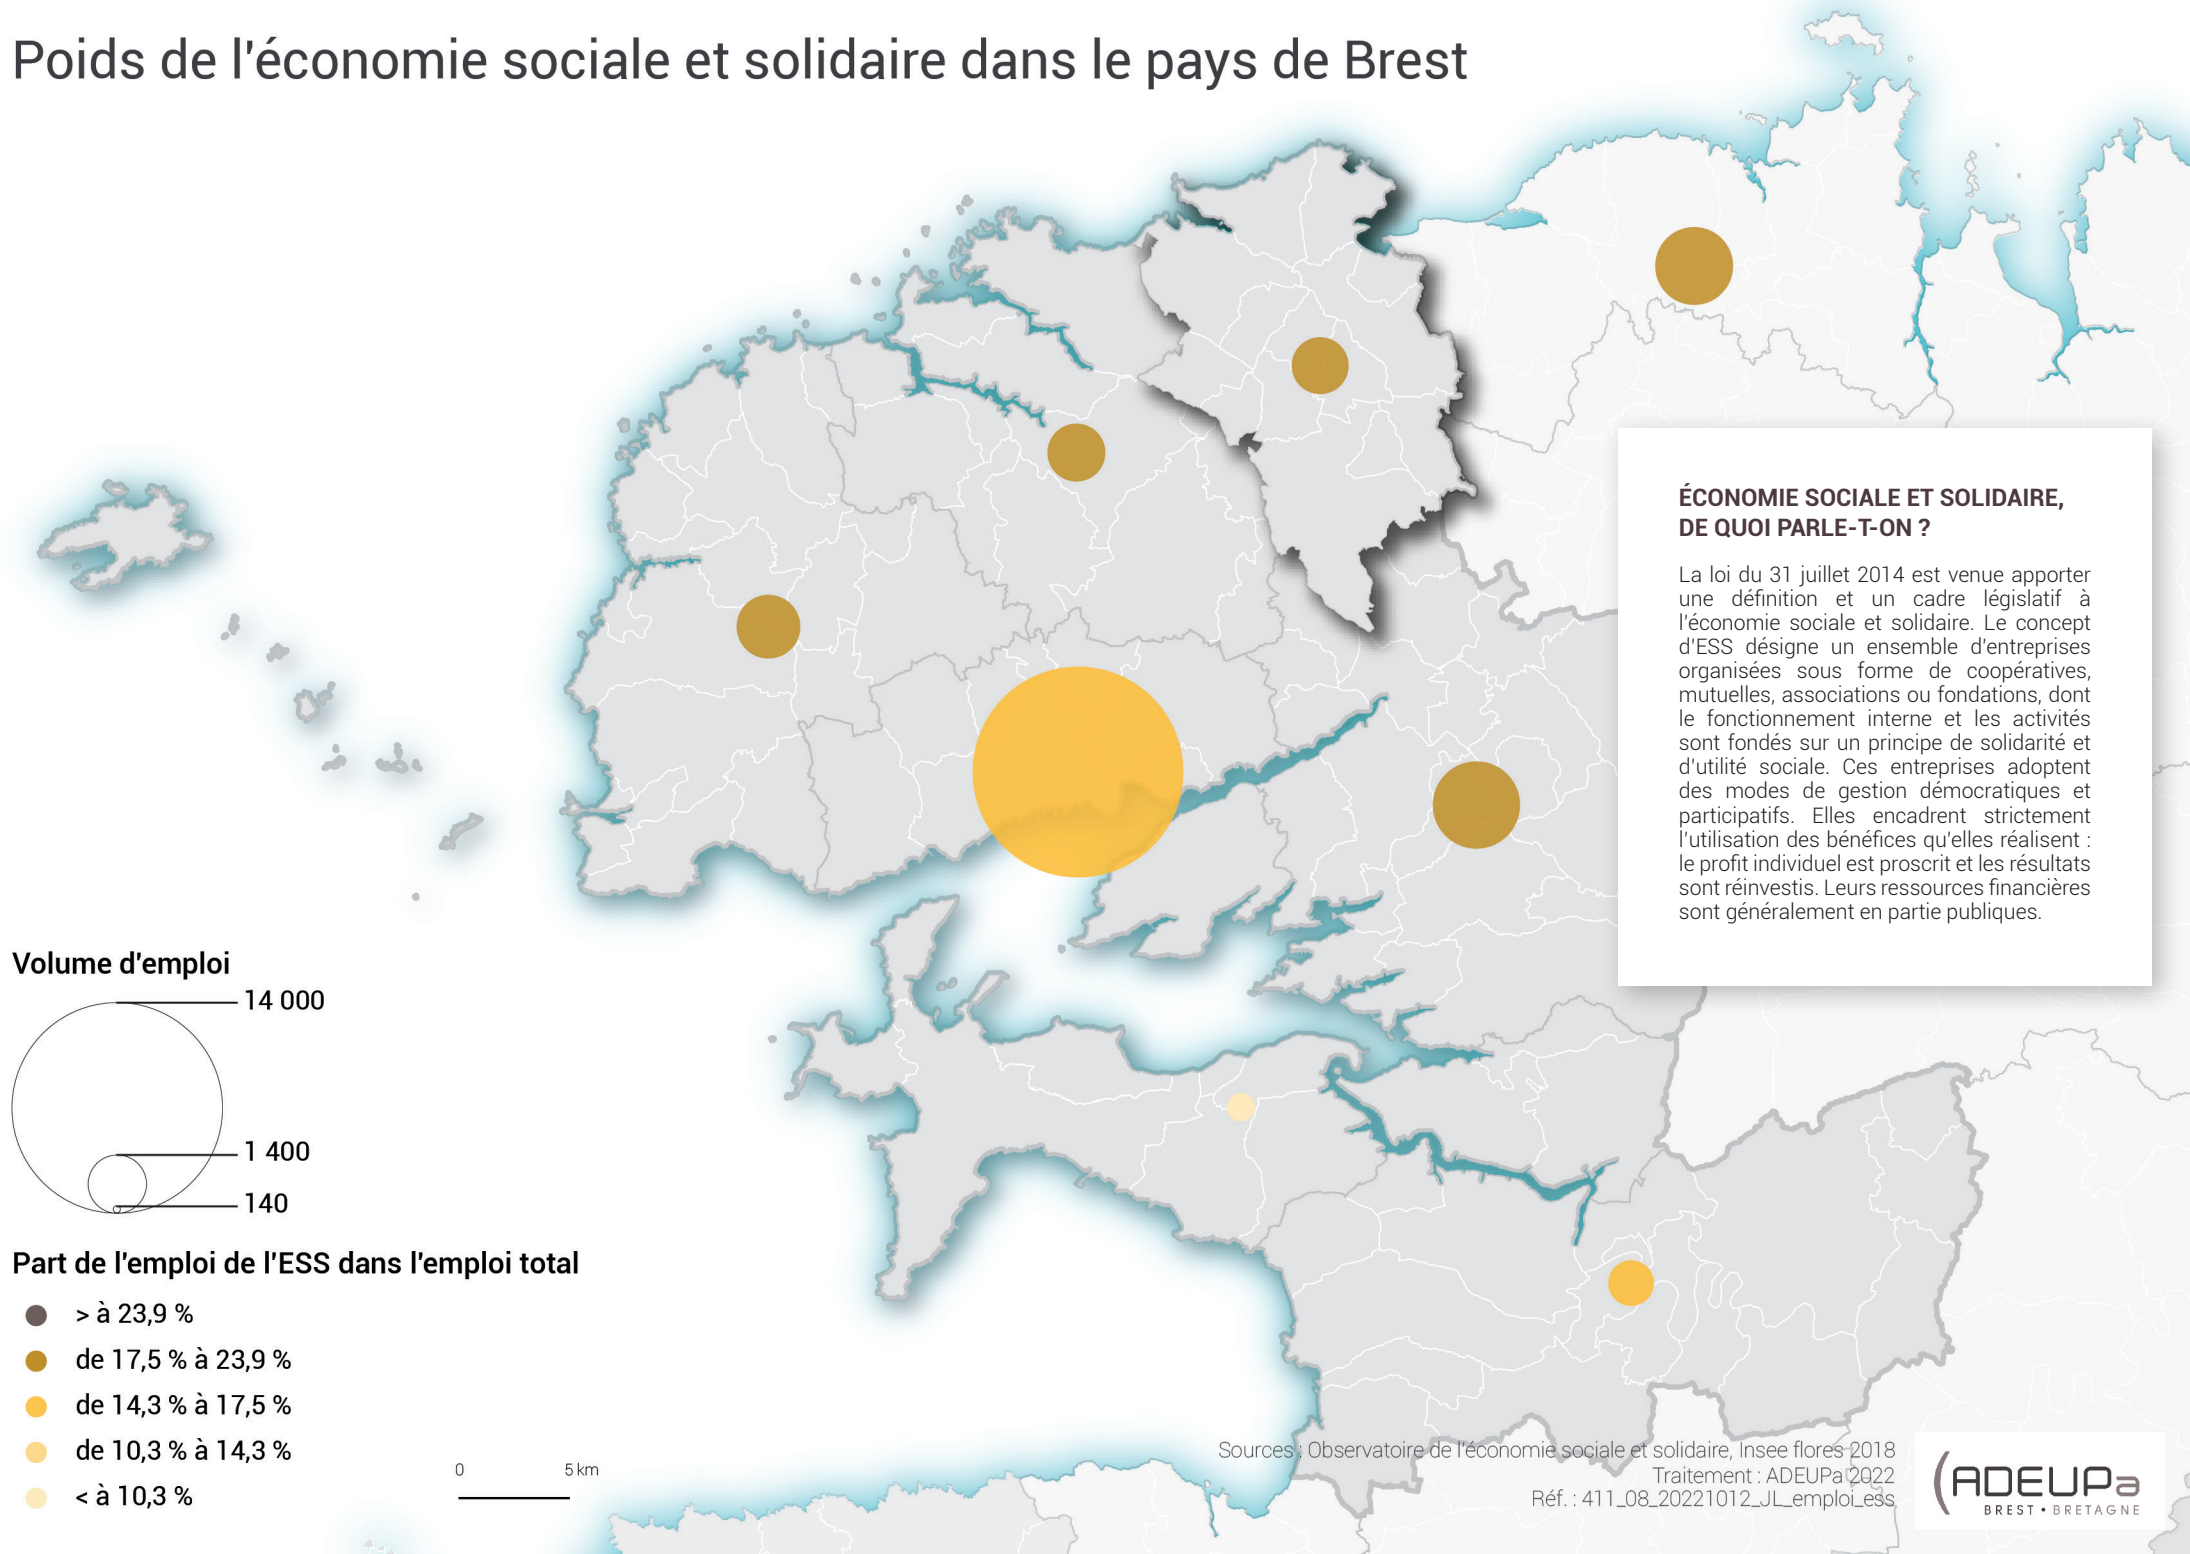 Poids de l'économie sociale et solidaire dans le pays de Brest
ÉCONOMIE SOCIALE ET SOLIDAIRE,
DE QUOI PARLE-T-ON ?
La loi du 31 juillet 2014 est venue apporter
une définition et un cadre législatif à
l'économie sociale et solidaire. Le concept
d'ESS désigne un ensemble d'entreprises
organisées sous forme de coopératives,
mutuelles, associations ou fondations, dont
le fonctionnement interne et les activités
sont fondés sur un principe de solidarité et
d'utilité sociale. Ces entreprises adoptent
des modes de gestion démocratiques et
participatifs. Elles encadrent strictement
l'utilisation des bénéfices qu'elles réalisent :
le profit individuel est proscrit et les résultats
sont réinvestis. Leurs ressources financières
sont généralement en partie publiques.
Volume d'emploi
14 000
1 400
140
Part de l'emploi de l'ESS dans l'emploi total
> à 23,9 %
de 17,5 % à 23,9 %
de 14,3 % à 17,5 %
de 10,3 % à 14,3 %
< à 10,3 %
0 5 km
Sources : Observatoire de l'économie sociale et solidaire, Insee flores 2018
Traitement : ADEUPa 2022
Réf. : 411_08_20221012_JL_emploi_ess
ADEUPa
BREST • BRETAGNE